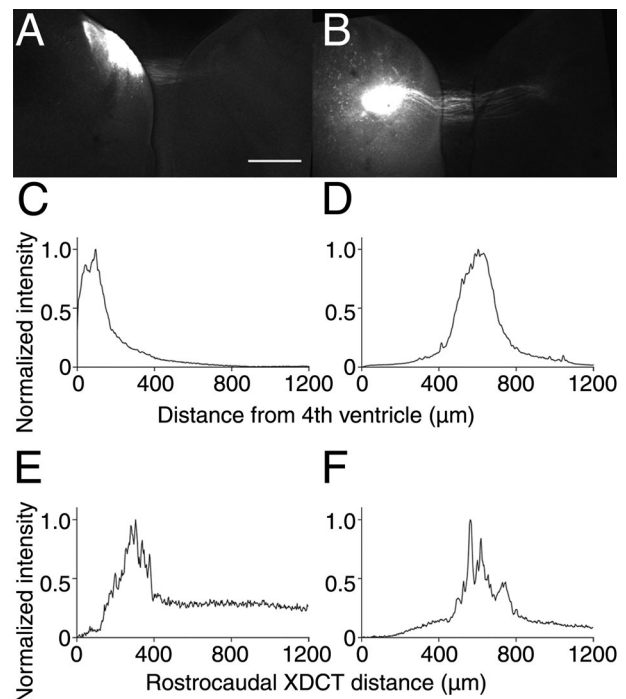 A B
C D
Normalized intensity
1.0 1.0
0.5 0.5
0 0
0 400 800 1200 0 400 800 1200
Distance from 4th ventricle (µm)
E F
Normalized intensity
1.0 1.0
0.5 0.5
0 0
0 400 800 1200 0 400 800 1200
Rostrocaudal XDCT distance (µm)